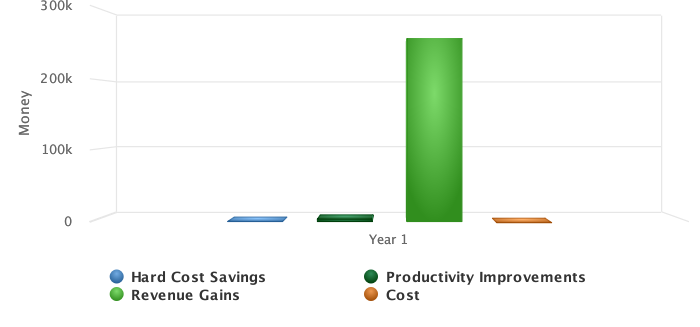 300k
200k
Money
100k
0
Year 1
Hard Cost Savings
Productivity Improvements
Revenue Gains
Cost